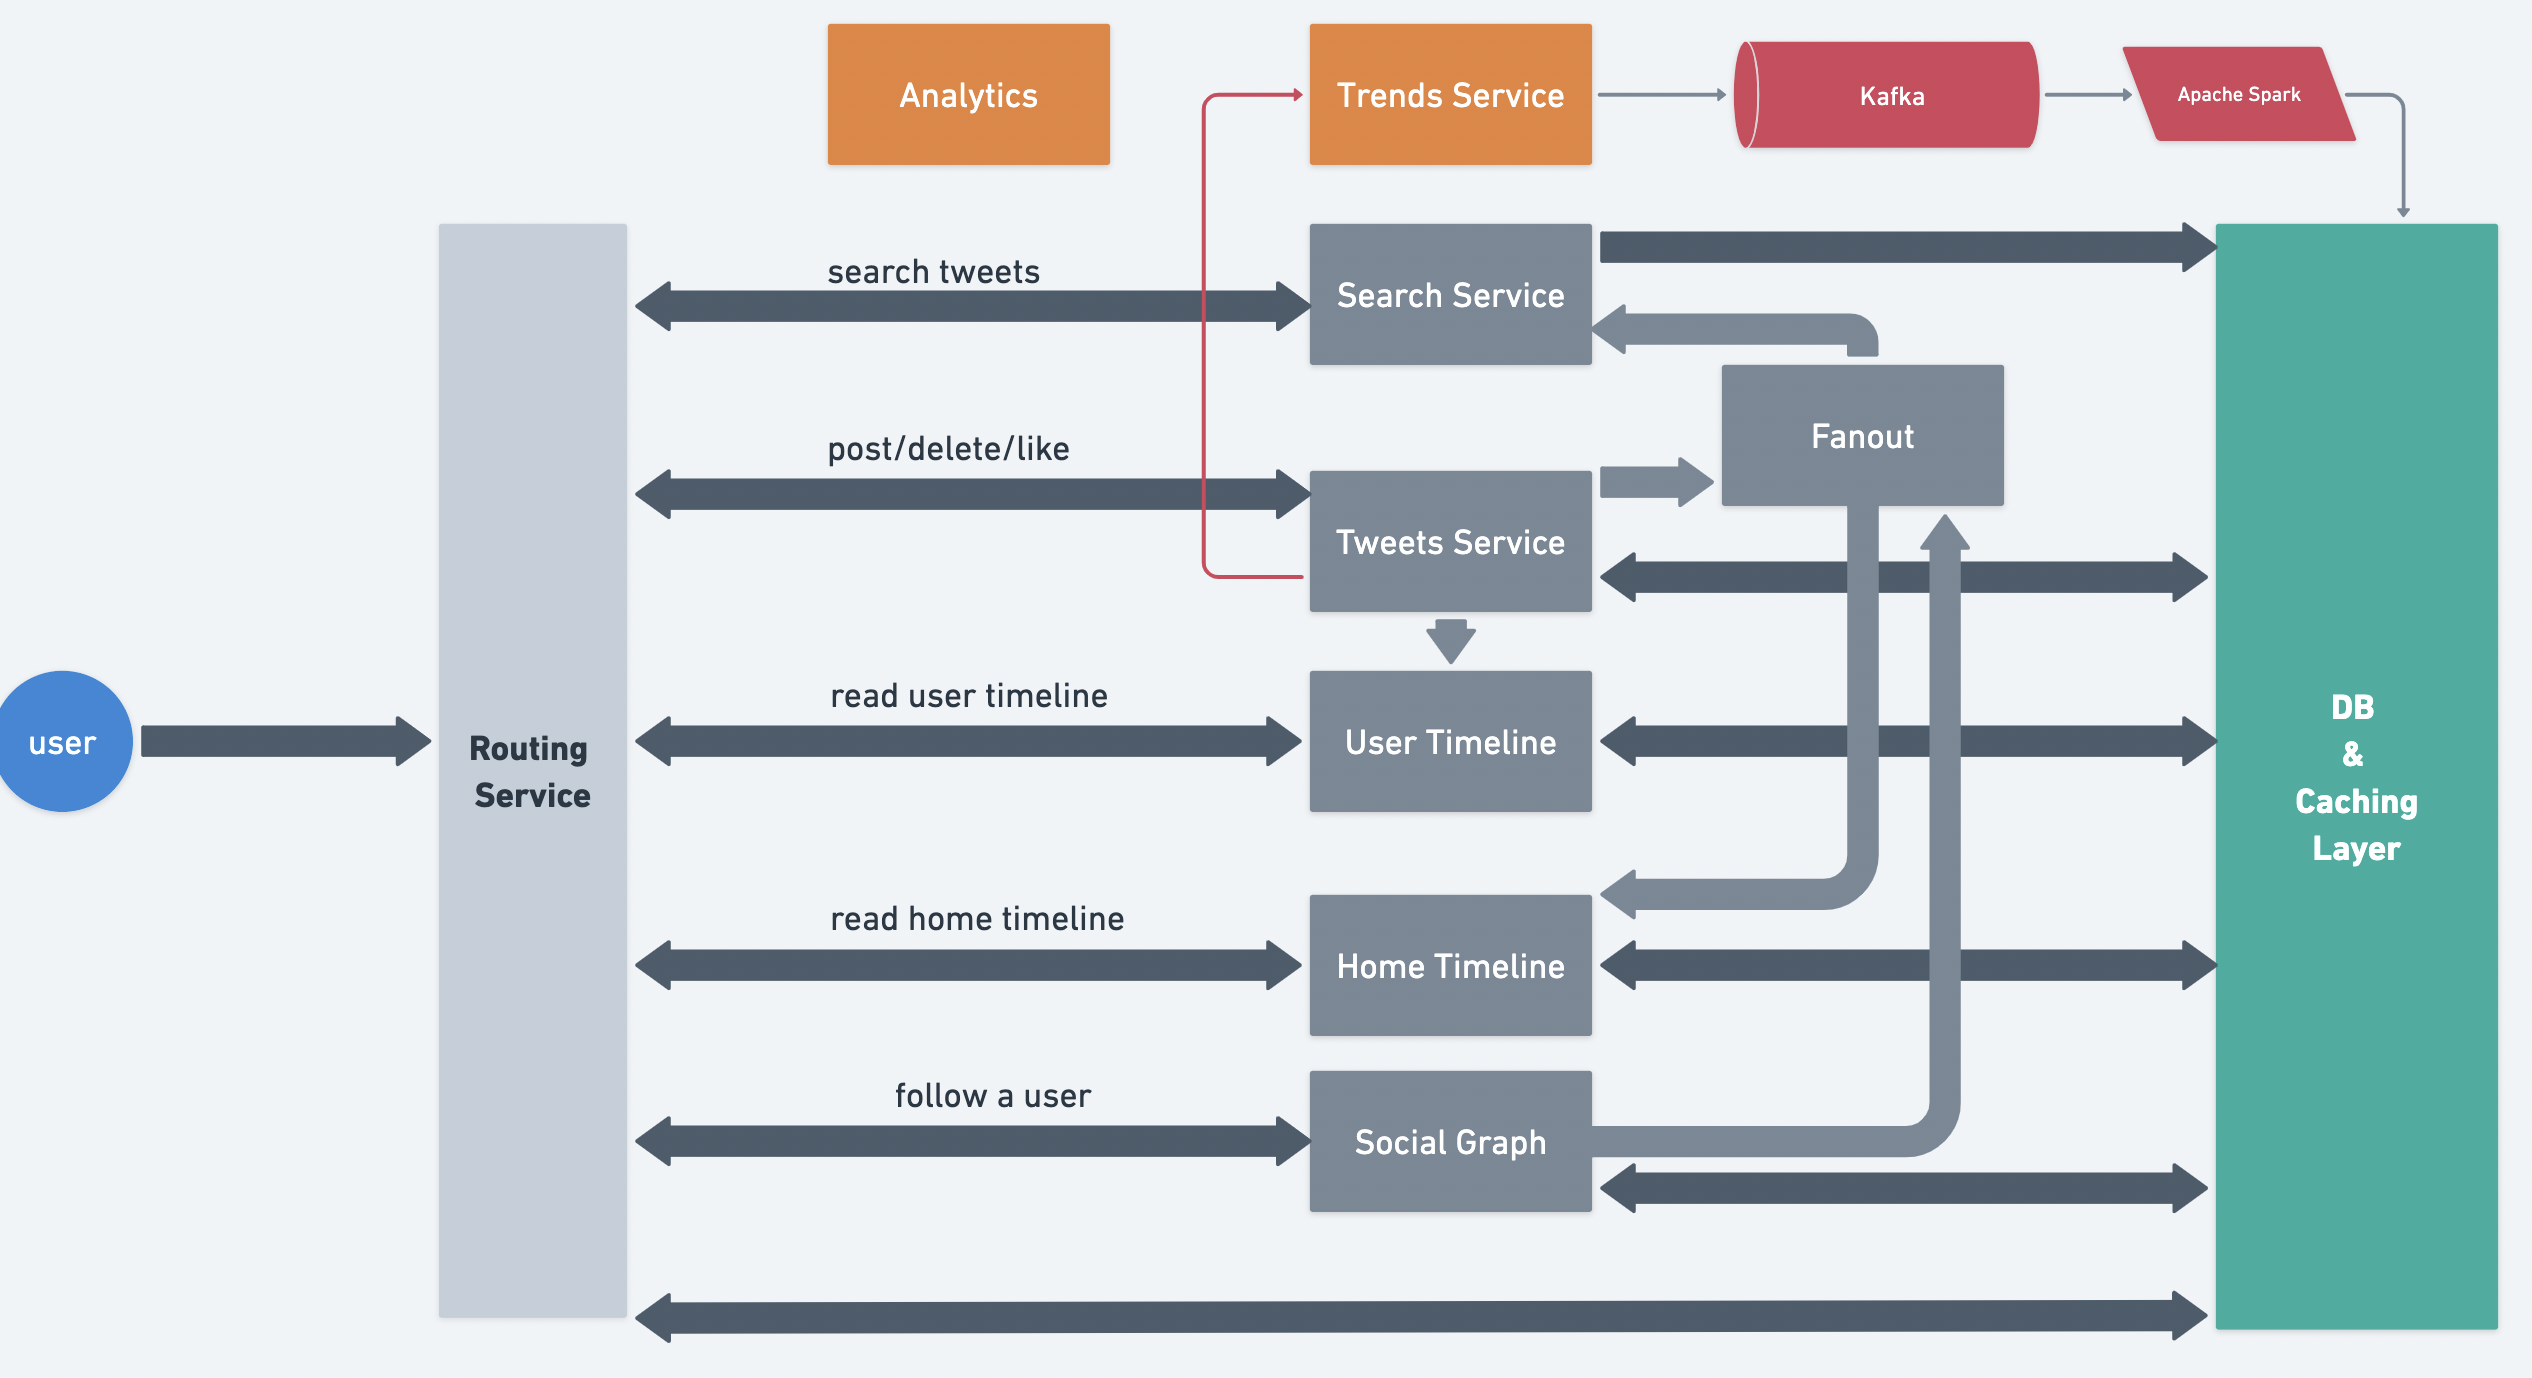 Analytics
Trends Service
Kafka
Apache Spark
search tweets
Search Service
Fanout
post/delete/like
Tweets Service
user
Routing
Service
read user timeline
User Timeline
DB
&
Caching
Layer
read home timeline
Home Timeline
follow a user
Social Graph